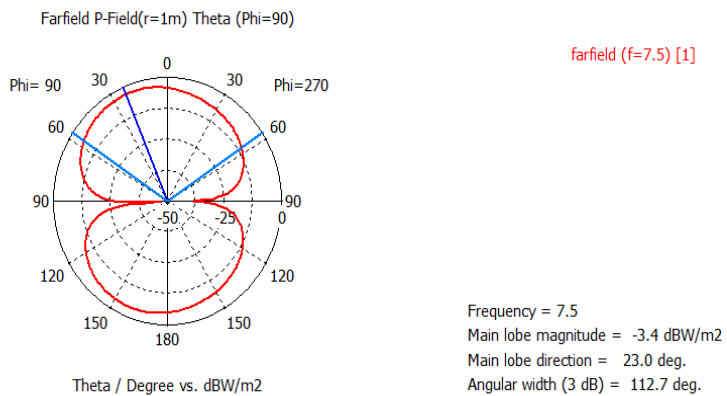 Farfield P-Field(r=1m) Theta (Phi=90)
farfield (f=7.5) [1]
0
30 30
Phi= 90 Phi=270
60 60
90 -50 -25 0 90
120 120
150 150
180
Frequency = 7.5
Main lobe magnitude = -3.4 dBW/m2
Main lobe direction = 23.0 deg.
Angular width (3 dB) = 112.7 deg.
Theta / Degree vs. dBW/m2